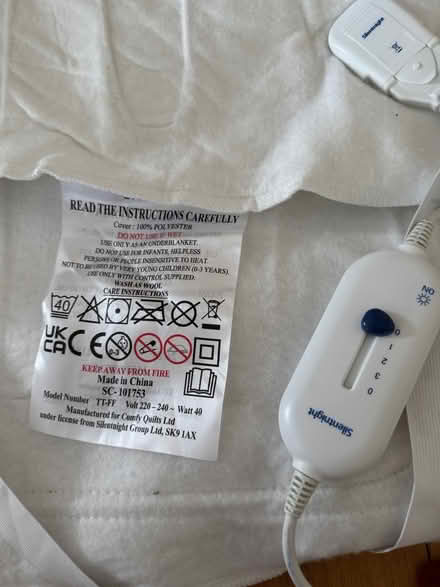 READ THE INSTRUCTIONS CAREFULLY
Cover: 100% POLYESTER
DO NOT USE IF WET
USE ONLY AS AN UNDERBLANKET.
DO NOT USE FOR INFANTS, HELPLESS
PERSONS OR PEOPLE INSENSITIVE TO HEAT.
NOT TO BE USED BY VERY YOUNG CHILDREN (0-3 YEARS).
USE ONLY WITH CONTROL SUPPLIED.
WASH AS WOOL
CARE INSTRUCTIONS
40
UK CA CE 0-3
KEEP AWAY FROM FIRE
Made in China
SC-101753
Model Number TT-FF Volt 220 - 240 ~ Watt 40
Manufactured for Comfy Quilts Ltd
under license from Silentnight Group Ltd, SK9 1AX
Silentnight
ON
0
1
2
3
Silentnight